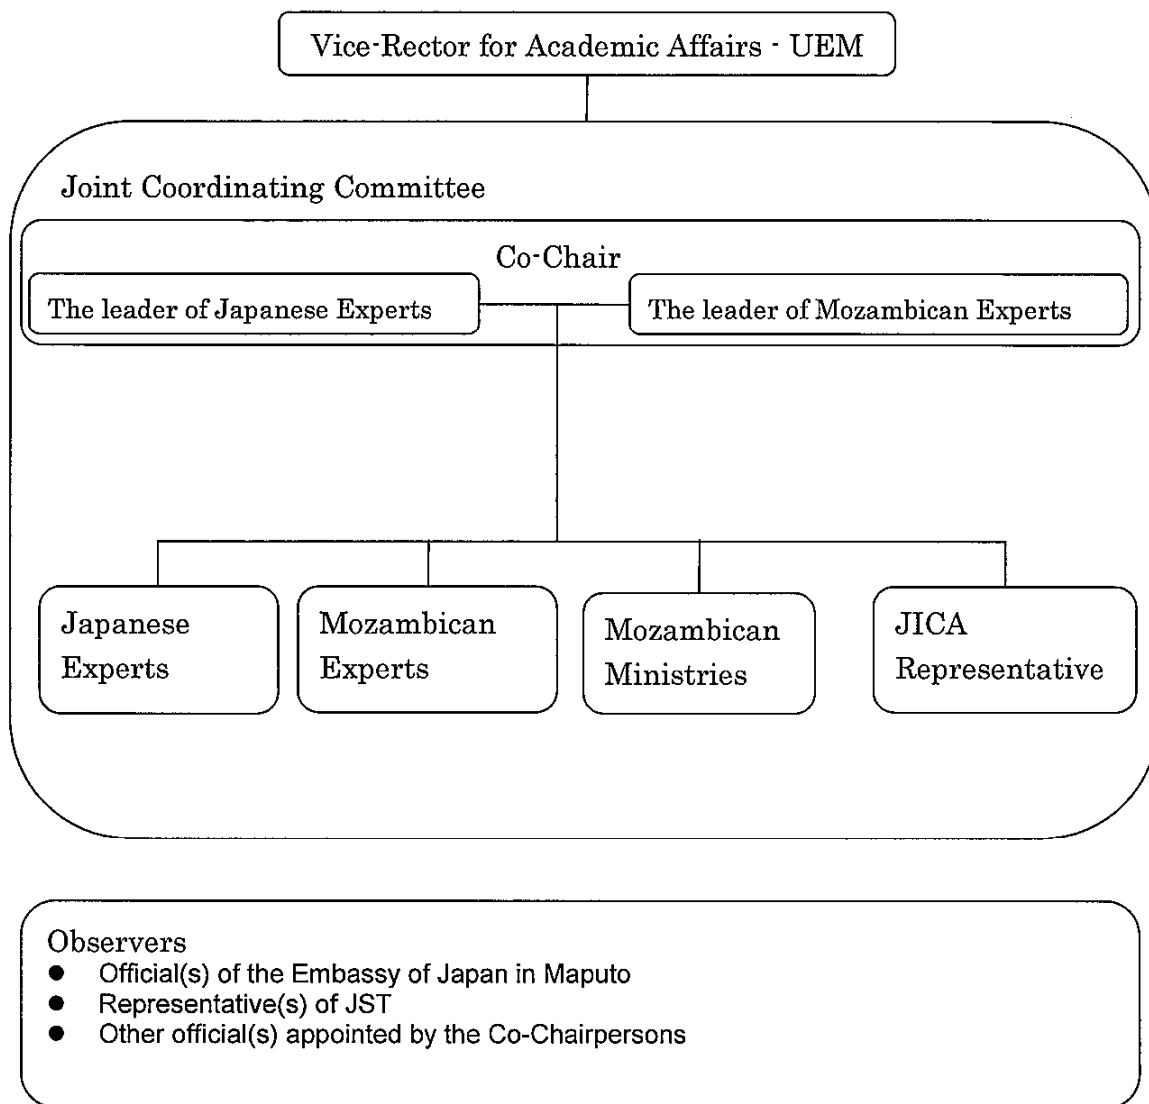 Vice-Rector for Academic Affairs - UEM
Joint Coordinating Committee
Co-Chair
The leader of Japanese Experts
The leader of Mozambican Experts
Japanese
Experts
Mozambican
Experts
Mozambican
Ministries
JICA
Representative
Observers
● Official(s) of the Embassy of Japan in Maputo
● Representative(s) of JST
● Other official(s) appointed by the Co-Chairpersons